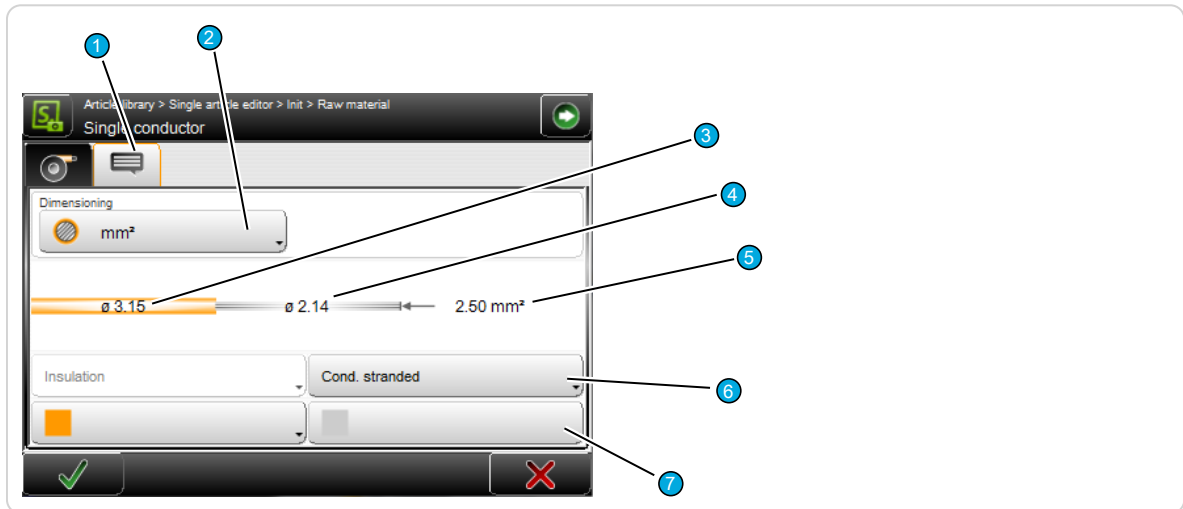 1
2
Article library > Single article editor > Init > Raw material
Single conductor
3
4
Dimensioning
mm²
5
ø 3.15
ø 2.14
2.50 mm²
Insulation
Cond. stranded
6
7